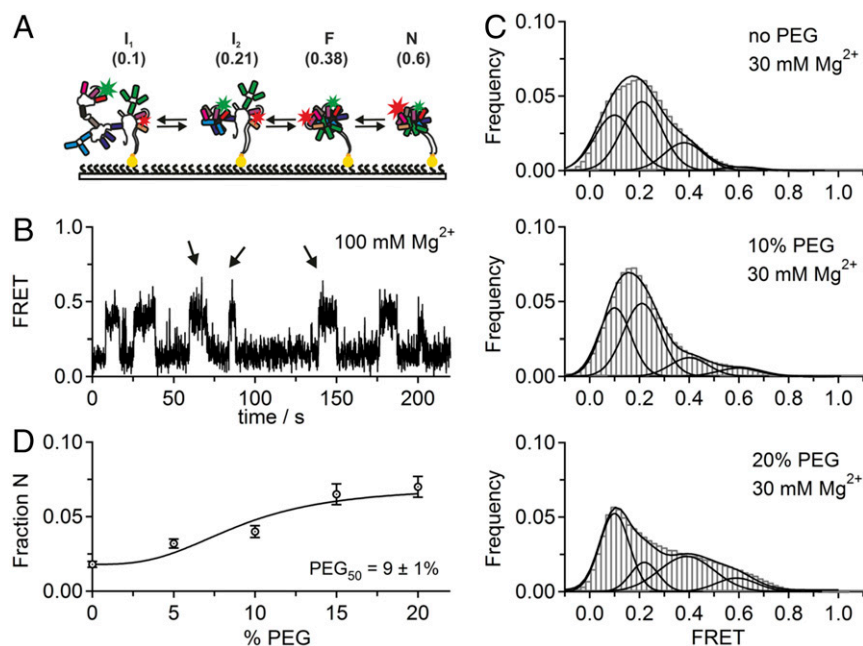 A
I₁ I₂ F N
(0.1) (0.21) (0.38) (0.6)
B
100 mM Mg²⁺
FRET
1.0
0.5
0.0
0 50 100 150 200
time / s
D
Fraction N
0.10
0.05
0.00
PEG₅₀ = 9 ± 1%
0 5 10 15 20
% PEG
C
Frequency
0.10
0.05
0.00
no PEG
30 mM Mg²⁺
0.0 0.2 0.4 0.6 0.8 1.0
Frequency
0.10
0.05
0.00
10% PEG
30 mM Mg²⁺
0.0 0.2 0.4 0.6 0.8 1.0
Frequency
0.10
0.05
0.00
20% PEG
30 mM Mg²⁺
0.0 0.2 0.4 0.6 0.8 1.0
FRET